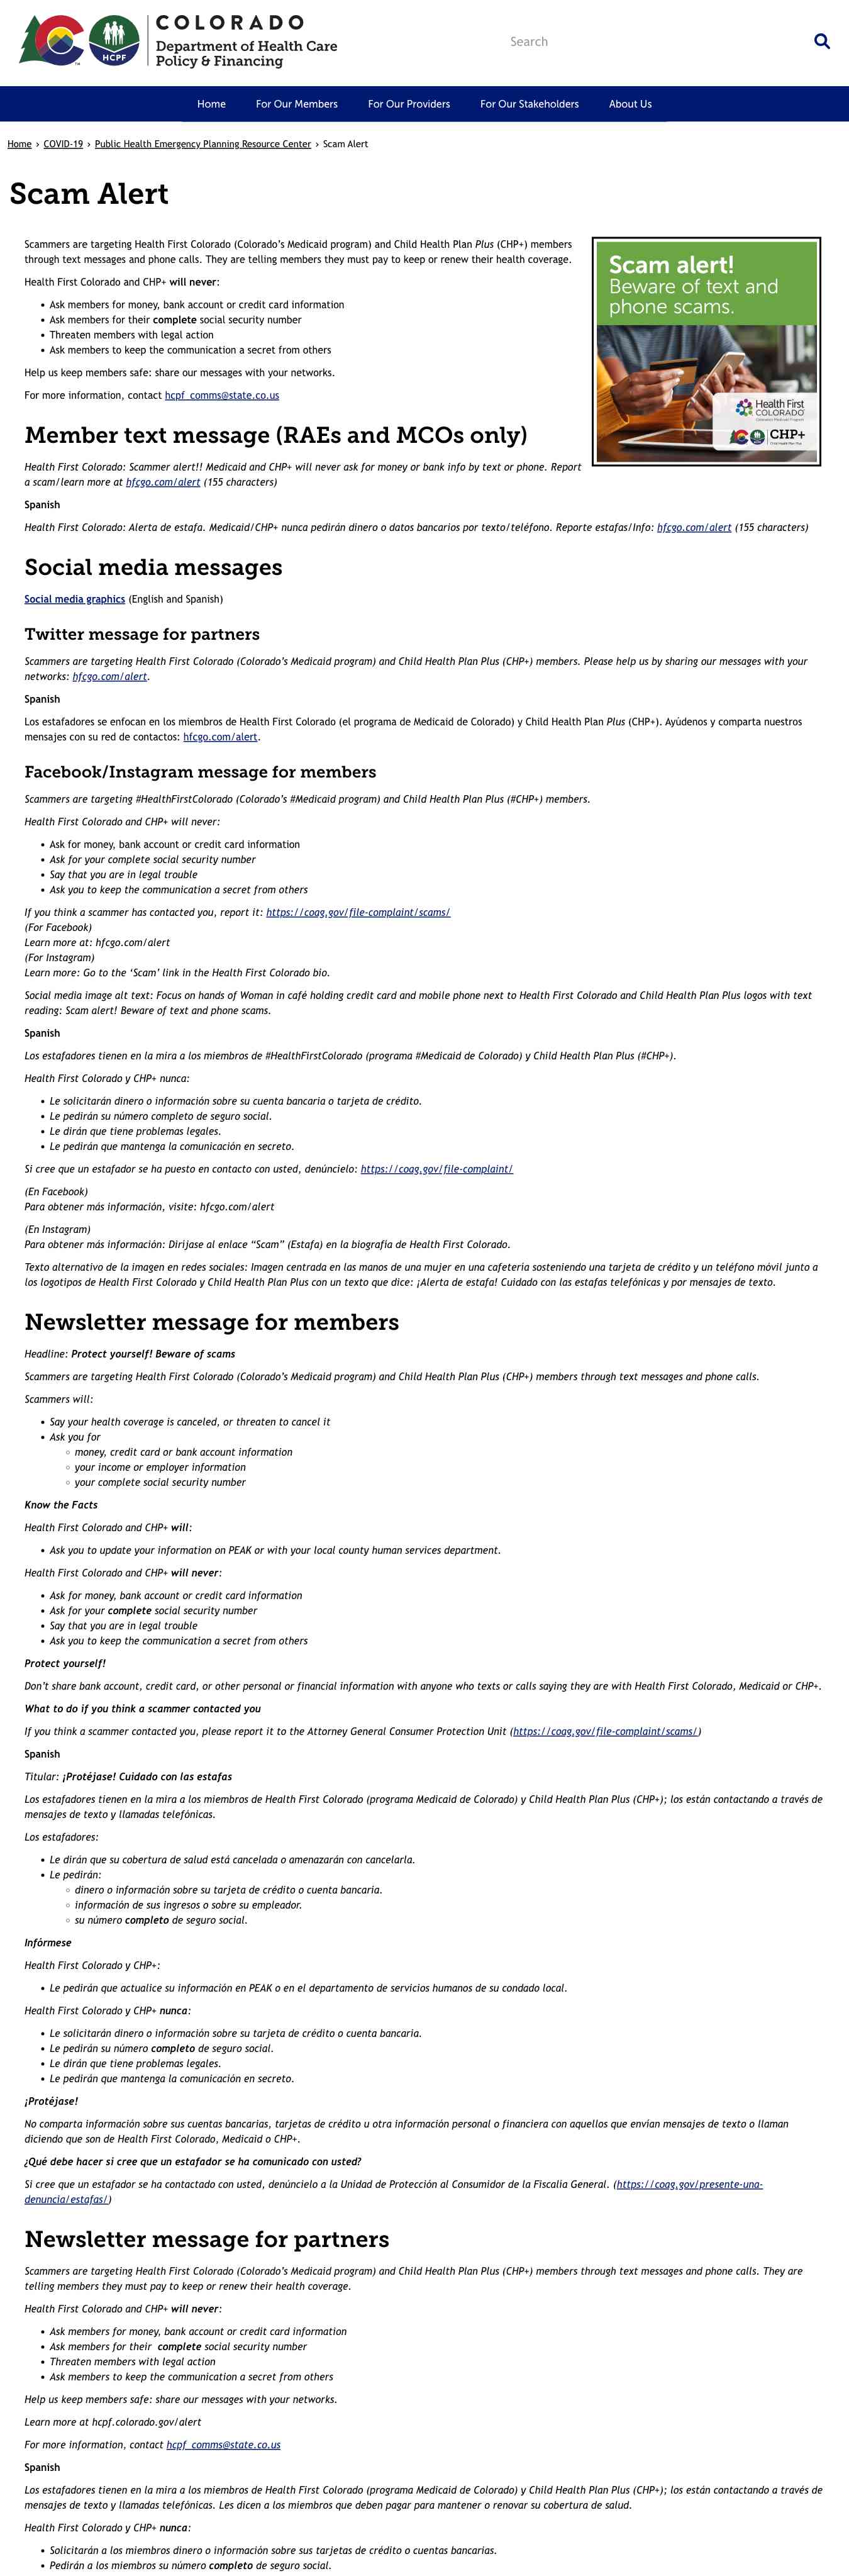 COLORADO
Department of Health Care
Policy & Financing
HCPF
TM
Search
Home
For Our Members
For Our Providers
For Our Stakeholders
About Us
Home › COVID-19 › Public Health Emergency Planning Resource Center › Scam Alert
Scam Alert
Scammers are targeting Health First Colorado (Colorado's Medicaid program) and Child Health Plan Plus (CHP+) members
through text messages and phone calls. They are telling members they must pay to keep or renew their health coverage.
Health First Colorado and CHP+ will never:
• Ask members for money, bank account or credit card information
• Ask members for their complete social security number
• Threaten members with legal action
• Ask members to keep the communication a secret from others
Help us keep members safe: share our messages with your networks.
For more information, contact hcpf_comms@state.co.us
Scam alert!
Beware of text and
phone scams.
Health First
COLORADO
CHP+
Member text message (RAEs and MCOs only)
Health First Colorado: Scammer alert!! Medicaid and CHP+ will never ask for money or bank info by text or phone. Report
a scam/learn more at hfcgo.com/alert (155 characters)
Spanish
Health First Colorado: Alerta de estafa. Medicaid/CHP+ nunca pedirán dinero o datos bancarios por texto/teléfono. Reporte estafas/Info: hfcgo.com/alert (155 characters)
Social media messages
Social media graphics (English and Spanish)
Twitter message for partners
Scammers are targeting Health First Colorado (Colorado's Medicaid program) and Child Health Plan Plus (CHP+) members. Please help us by sharing our messages with your
networks: hfcgo.com/alert.
Spanish
Los estafadores se enfocan en los miembros de Health First Colorado (el programa de Medicaid de Colorado) y Child Health Plan Plus (CHP+). Ayúdenos y comparta nuestros
mensajes con su red de contactos: hfcgo.com/alert.
Facebook/Instagram message for members
Scammers are targeting #HealthFirstColorado (Colorado's #Medicaid program) and Child Health Plan Plus (#CHP+) members.
Health First Colorado and CHP+ will never:
• Ask for money, bank account or credit card information
• Ask for your complete social security number
• Say that you are in legal trouble
• Ask you to keep the communication a secret from others
If you think a scammer has contacted you, report it: https://coag.gov/file-complaint/scams/
(For Facebook)
Learn more at: hfcgo.com/alert
(For Instagram)
Learn more: Go to the ‘Scam’ link in the Health First Colorado bio.
Social media image alt text: Focus on hands of Woman in café holding credit card and mobile phone next to Health First Colorado and Child Health Plan Plus logos with text
reading: Scam alert! Beware of text and phone scams.
Spanish
Los estafadores tienen en la mira a los miembros de #HealthFirstColorado (programa #Medicaid de Colorado) y Child Health Plan Plus (#CHP+).
Health First Colorado y CHP+ nunca:
• Le solicitarán dinero o información sobre su cuenta bancaria o tarjeta de crédito.
• Le pedirán su número completo de seguro social.
• Le dirán que tiene problemas legales.
• Le pedirán que mantenga la comunicación en secreto.
Si cree que un estafador se ha puesto en contacto con usted, denúncielo: https://coag.gov/file-complaint/
(En Facebook)
Para obtener más información, visite: hfcgo.com/alert
(En Instagram)
Para obtener más información: Diríjase al enlace “Scam” (Estafa) en la biografía de Health First Colorado.
Texto alternativo de la imagen en redes sociales: Imagen centrada en las manos de una mujer en una cafetería sosteniendo una tarjeta de crédito y un teléfono móvil junto a
los logotipos de Health First Colorado y Child Health Plan Plus con un texto que dice: ¡Alerta de estafa! Cuidado con las estafas telefónicas y por mensajes de texto.
Newsletter message for members
Headline: Protect yourself! Beware of scams
Scammers are targeting Health First Colorado (Colorado's Medicaid program) and Child Health Plan Plus (CHP+) members through text messages and phone calls.
Scammers will:
• Say your health coverage is canceled, or threaten to cancel it
• Ask you for
◦ money, credit card or bank account information
◦ your income or employer information
◦ your complete social security number
Know the Facts
Health First Colorado and CHP+ will:
• Ask you to update your information on PEAK or with your local county human services department.
Health First Colorado and CHP+ will never:
• Ask for money, bank account or credit card information
• Ask for your complete social security number
• Say that you are in legal trouble
• Ask you to keep the communication a secret from others
Protect yourself!
Don't share bank account, credit card, or other personal or financial information with anyone who texts or calls saying they are with Health First Colorado, Medicaid or CHP+.
What to do if you think a scammer contacted you
If you think a scammer contacted you, please report it to the Attorney General Consumer Protection Unit (https://coag.gov/file-complaint/scams/)
Spanish
Titular: ¡Protéjase! Cuidado con las estafas
Los estafadores tienen en la mira a los miembros de Health First Colorado (programa Medicaid de Colorado) y Child Health Plan Plus (CHP+); los están contactando a través de
mensajes de texto y llamadas telefónicas.
Los estafadores:
• Le dirán que su cobertura de salud está cancelada o amenazarán con cancelarla.
• Le pedirán:
◦ dinero o información sobre su tarjeta de crédito o cuenta bancaria.
◦ información de sus ingresos o sobre su empleador.
◦ su número completo de seguro social.
Infórmese
Health First Colorado y CHP+:
• Le pedirán que actualice su información en PEAK o en el departamento de servicios humanos de su condado local.
Health First Colorado y CHP+ nunca:
• Le solicitarán dinero o información sobre su tarjeta de crédito o cuenta bancaria.
• Le pedirán su número completo de seguro social.
• Le dirán que tiene problemas legales.
• Le pedirán que mantenga la comunicación en secreto.
¡Protéjase!
No comparta información sobre sus cuentas bancarias, tarjetas de crédito u otra información personal o financiera con aquellos que envían mensajes de texto o llaman
diciendo que son de Health First Colorado, Medicaid o CHP+.
¿Qué debe hacer si cree que un estafador se ha comunicado con usted?
Si cree que un estafador se ha contactado con usted, denúncielo a la Unidad de Protección al Consumidor de la Fiscalía General. (https://coag.gov/presente-una-
denuncia/estafas/)
Newsletter message for partners
Scammers are targeting Health First Colorado (Colorado's Medicaid program) and Child Health Plan Plus (CHP+) members through text messages and phone calls. They are
telling members they must pay to keep or renew their health coverage.
Health First Colorado and CHP+ will never:
• Ask members for money, bank account or credit card information
• Ask members for their complete social security number
• Threaten members with legal action
• Ask members to keep the communication a secret from others
Help us keep members safe: share our messages with your networks.
Learn more at hcpf.colorado.gov/alert
For more information, contact hcpf_comms@state.co.us
Spanish
Los estafadores tienen en la mira a los miembros de Health First Colorado (programa Medicaid de Colorado) y Child Health Plan Plus (CHP+); los están contactando a través de
mensajes de texto y llamadas telefónicas. Les dicen a los miembros que deben pagar para mantener o renovar su cobertura de salud.
Health First Colorado y CHP+ nunca:
• Solicitarán a los miembros dinero o información sobre sus tarjetas de crédito o cuentas bancarias.
• Pedirán a los miembros su número completo de seguro social.